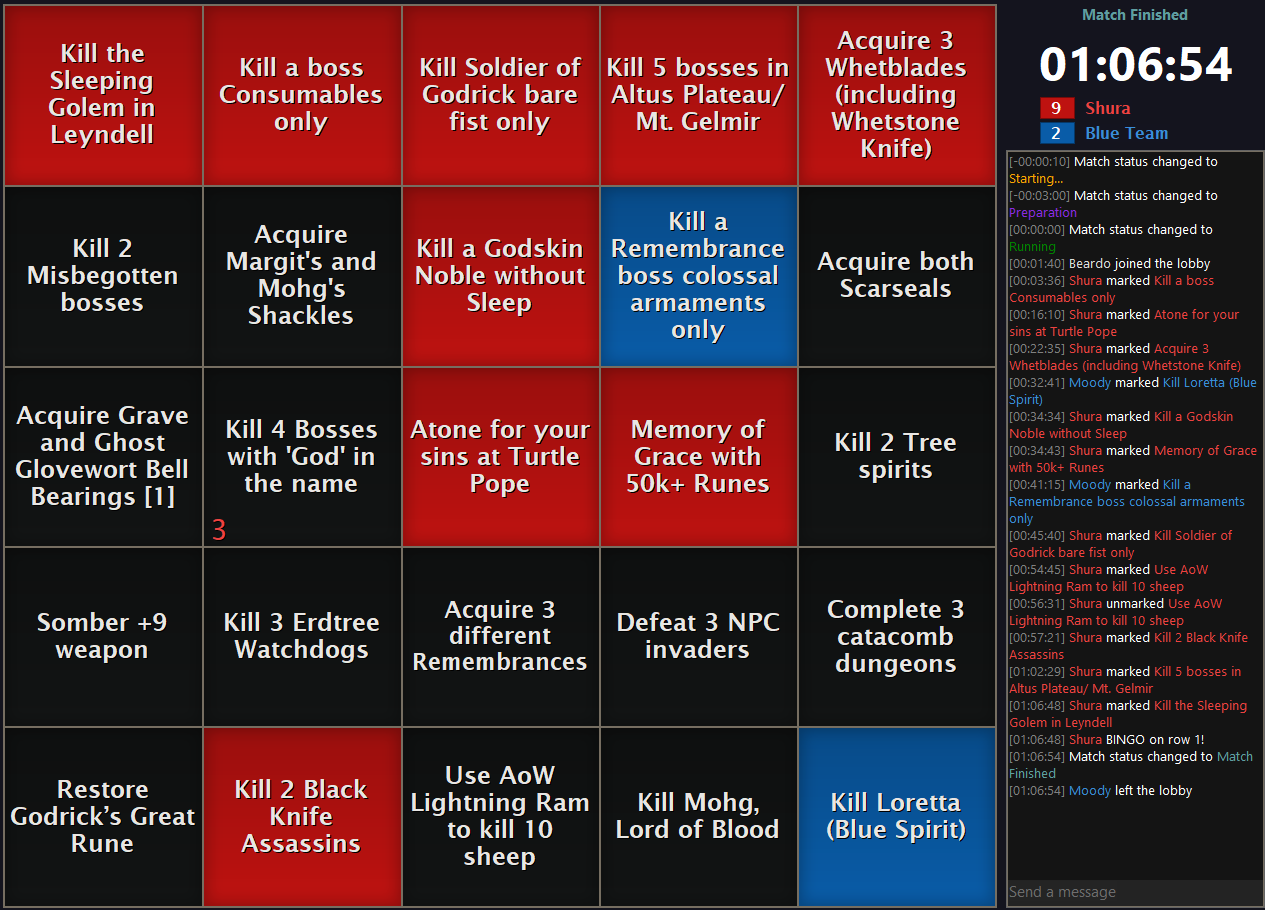 Kill the
Sleeping
Golem in
Leyndell
Kill a boss
Consumables
only
Kill Soldier of
Godrick bare
fist only
Kill 5 bosses in
Altus Plateau/
Mt. Gelmir
Acquire 3
Whetblades
(including
Whetstone
Knife)
Kill 2
Misbegotten
bosses
Acquire
Margit's and
Mohg's
Shackles
Kill a Godskin
Noble without
Sleep
Kill a
Remembrance
boss colossal
armaments
only
Acquire both
Scarseals
Acquire Grave
and Ghost
Glovewort Bell
Bearings [1]
Kill 4 Bosses
with 'God' in
the name
3
Atone for your
sins at Turtle
Pope
Memory of
Grace with
50k+ Runes
Kill 2 Tree
spirits
Somber +9
weapon
Kill 3 Erdtree
Watchdogs
Acquire 3
different
Remembrances
Defeat 3 NPC
invaders
Complete 3
catacomb
dungeons
Restore
Godrick’s Great
Rune
Kill 2 Black
Knife
Assassins
Use AoW
Lightning Ram
to kill 10
sheep
Kill Mohg,
Lord of Blood
Kill Loretta
(Blue Spirit)
Match Finished
01:06:54
9 Shura
2 Blue Team
[-00:00:10] Match status changed to
Starting...
[-00:03:00] Match status changed to
Preparation
[00:00:00] Match status changed to
Running
[00:01:40] Beardo joined the lobby
[00:03:36] Shura marked Kill a boss
Consumables only
[00:16:10] Shura marked Atone for your
sins at Turtle Pope
[00:22:35] Shura marked Acquire 3
Whetblades (including Whetstone Knife)
[00:32:41] Moody marked Kill Loretta (Blue
Spirit)
[00:34:34] Shura marked Kill a Godskin
Noble without Sleep
[00:34:43] Shura marked Memory of Grace
with 50k+ Runes
[00:41:15] Moody marked Kill a
Remembrance boss colossal armaments
only
[00:45:40] Shura marked Kill Soldier of
Godrick bare fist only
[00:54:45] Shura marked Use AoW
Lightning Ram to kill 10 sheep
[00:56:31] Shura unmarked Use AoW
Lightning Ram to kill 10 sheep
[00:57:21] Shura marked Kill 2 Black Knife
Assassins
[01:02:29] Shura marked Kill 5 bosses in
Altus Plateau/ Mt. Gelmir
[01:06:48] Shura marked Kill the Sleeping
Golem in Leyndell
[01:06:48] Shura BINGO on row 1!
[01:06:54] Match status changed to Match
Finished
[01:06:54] Moody left the lobby
Send a message